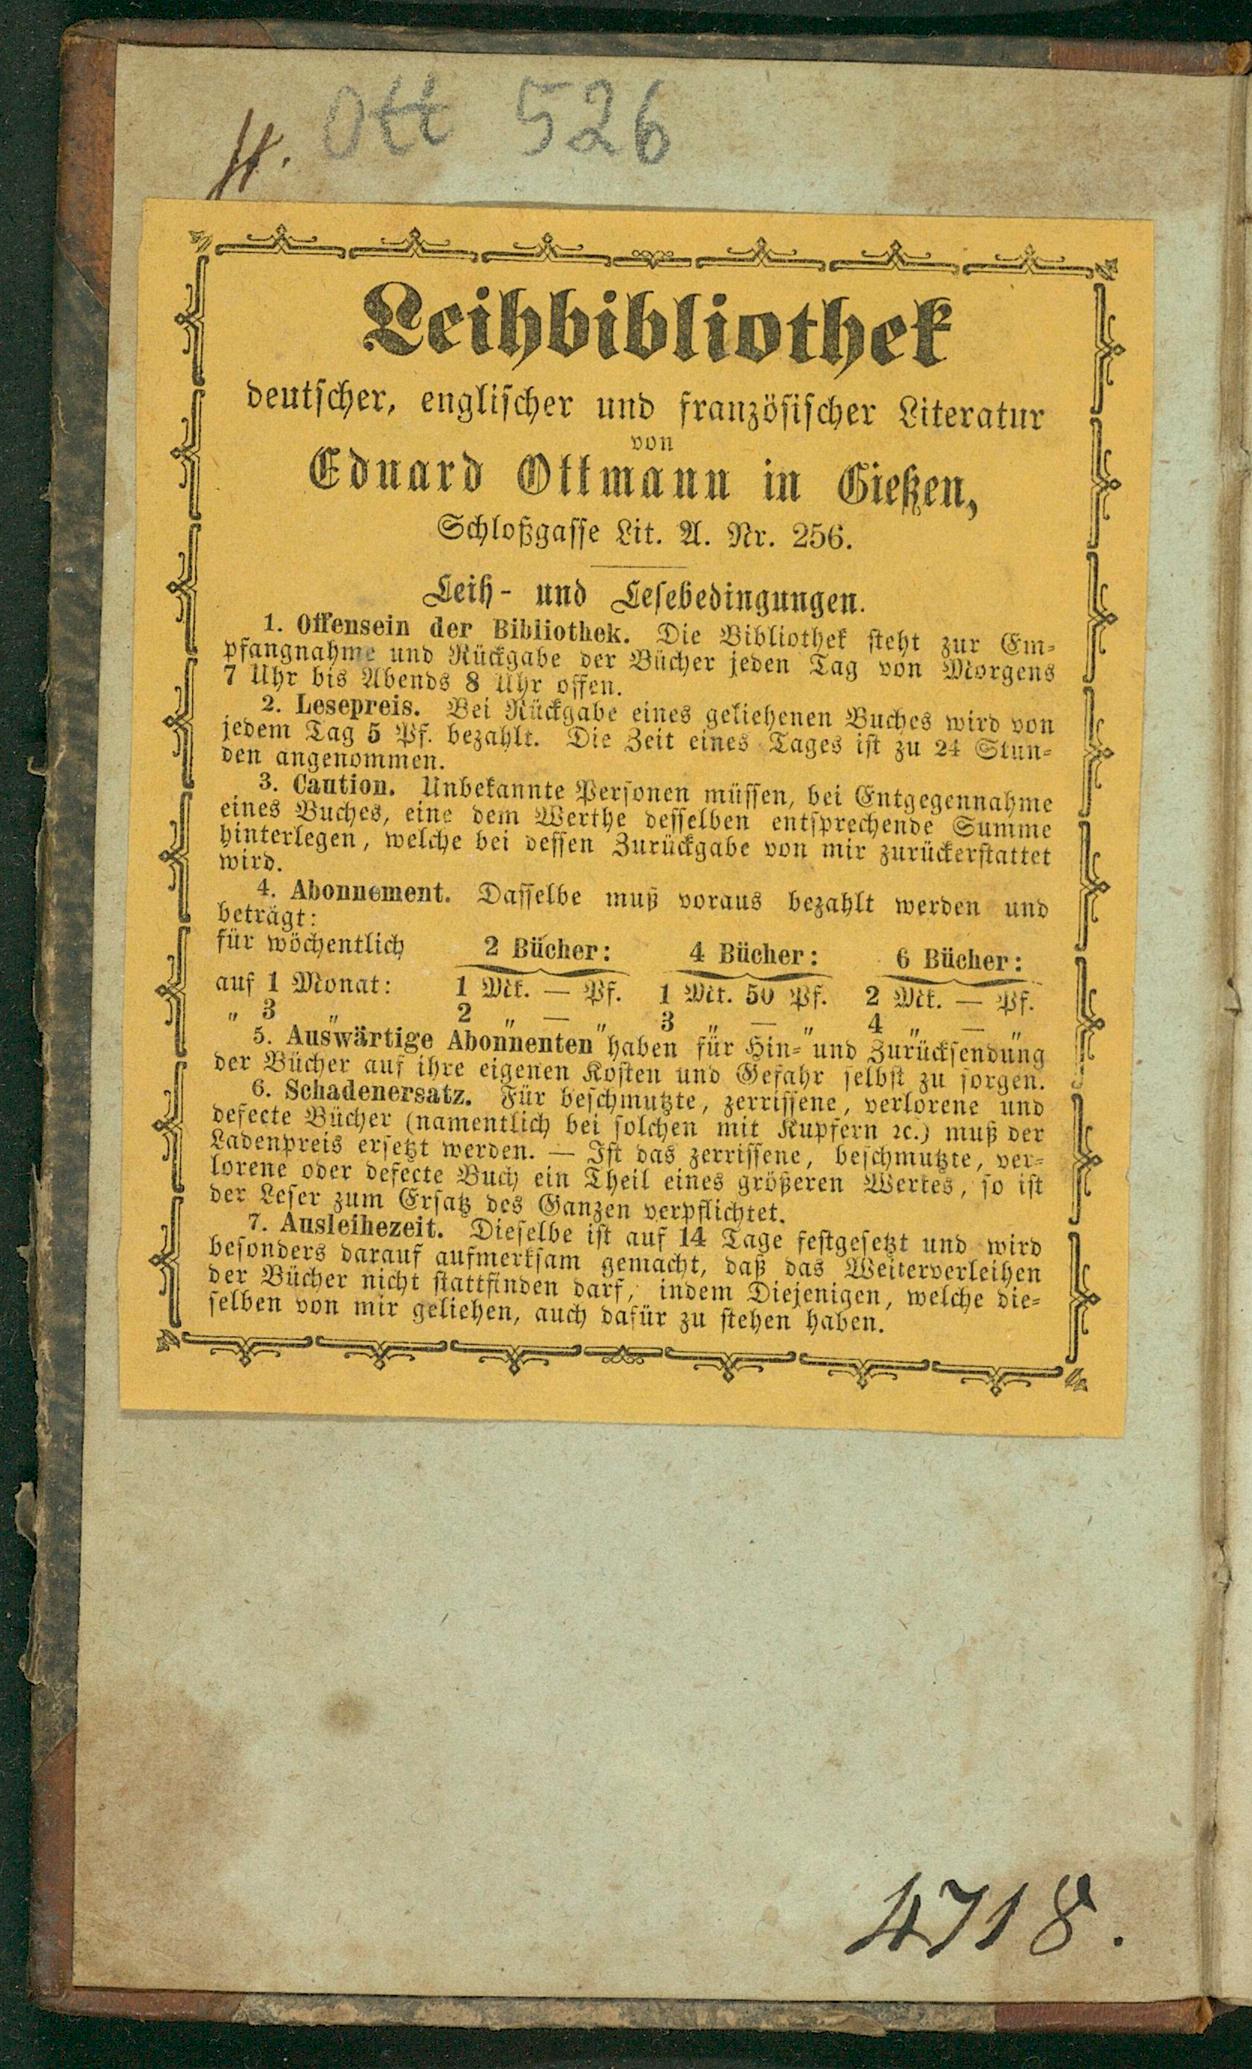 Ott 526
Leihbibliothek
deutscher, englischer und französischer Literatur
von
Eduard Ottmann in Gießen,
Schloßgasse Lit. A. Nr. 256.
Leih- und Lesebedingungen.
1. Offensein der Bibliothek. Die Bibliothek steht zur Em-
pfangnahme und Rückgabe der Bücher jeden Tag von Morgens
7 Uhr bis Abends 8 Uhr offen.
2. Lesepreis. Bei Rückgabe eines geliehenen Buches wird von
jedem Tag 5 Pf. bezahlt. Die Zeit eines Tages ist zu 24 Stun-
den angenommen.
3. Caution. Unbekannte Personen müssen, bei Entgegennahme
eines Buches, eine dem Werthe desselben entsprechende Summe
hinterlegen, welche bei dessen Zurückgabe von mir zurückerstattet
wird.
4. Abonnement. Dasselbe muß voraus bezahlt werden und
beträgt:
für wöchentlich 2 Bücher: 4 Bücher: 6 Bücher:
auf 1 Monat: 1 Mk. — Pf. 1 Mk. 50 Pf. 2 Mk. — Pf.
„ 3 „ 2 „ — „ 3 „ — „ 4 „ — „
5. Auswärtige Abonnenten haben für Hin- und Zurücksendung
der Bücher auf ihre eigenen Kosten und Gefahr selbst zu sorgen.
6. Schadenersatz. Für beschmutzte, zerrissene, verlorene und
defecte Bücher (namentlich bei solchen mit Kupfern ꝛc.) muß der
Ladenpreis ersetzt werden. — Ist das zerrissene, beschmutzte, ver-
lorene oder defecte Buch ein Theil eines größeren Werkes, so ist
der Leser zum Ersatz des Ganzen verpflichtet.
7. Ausleihezeit. Dieselbe ist auf 14 Tage festgesetzt und wird
besonders darauf aufmerksam gemacht, daß das Weiterverleihen
der Bücher nicht stattfinden darf, indem Diejenigen, welche die-
selben von mir geliehen, auch dafür zu stehen haben.
4718.